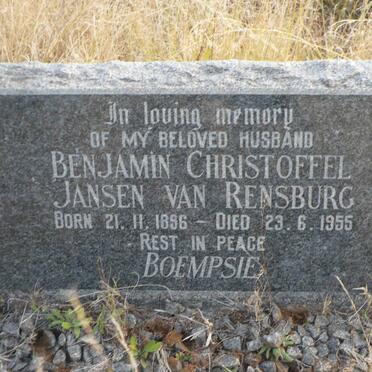 In loving memory
OF MY BELOVED HUSBAND
BENJAMIN CHRISTOFFEL
JANSEN VAN RENSBURG
BORN 21.11.1896 - DIED 23.6.1955
REST IN PEACE
BOEMPSIE